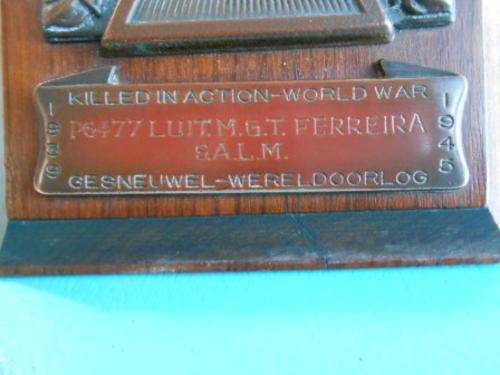 KILLED IN ACTION-WORLD WAR
1939
1945
P6477 LUIT. M.G.T. FERREIRA
S.A.L.M.
GESNEUWEL-WERELDOORLOG